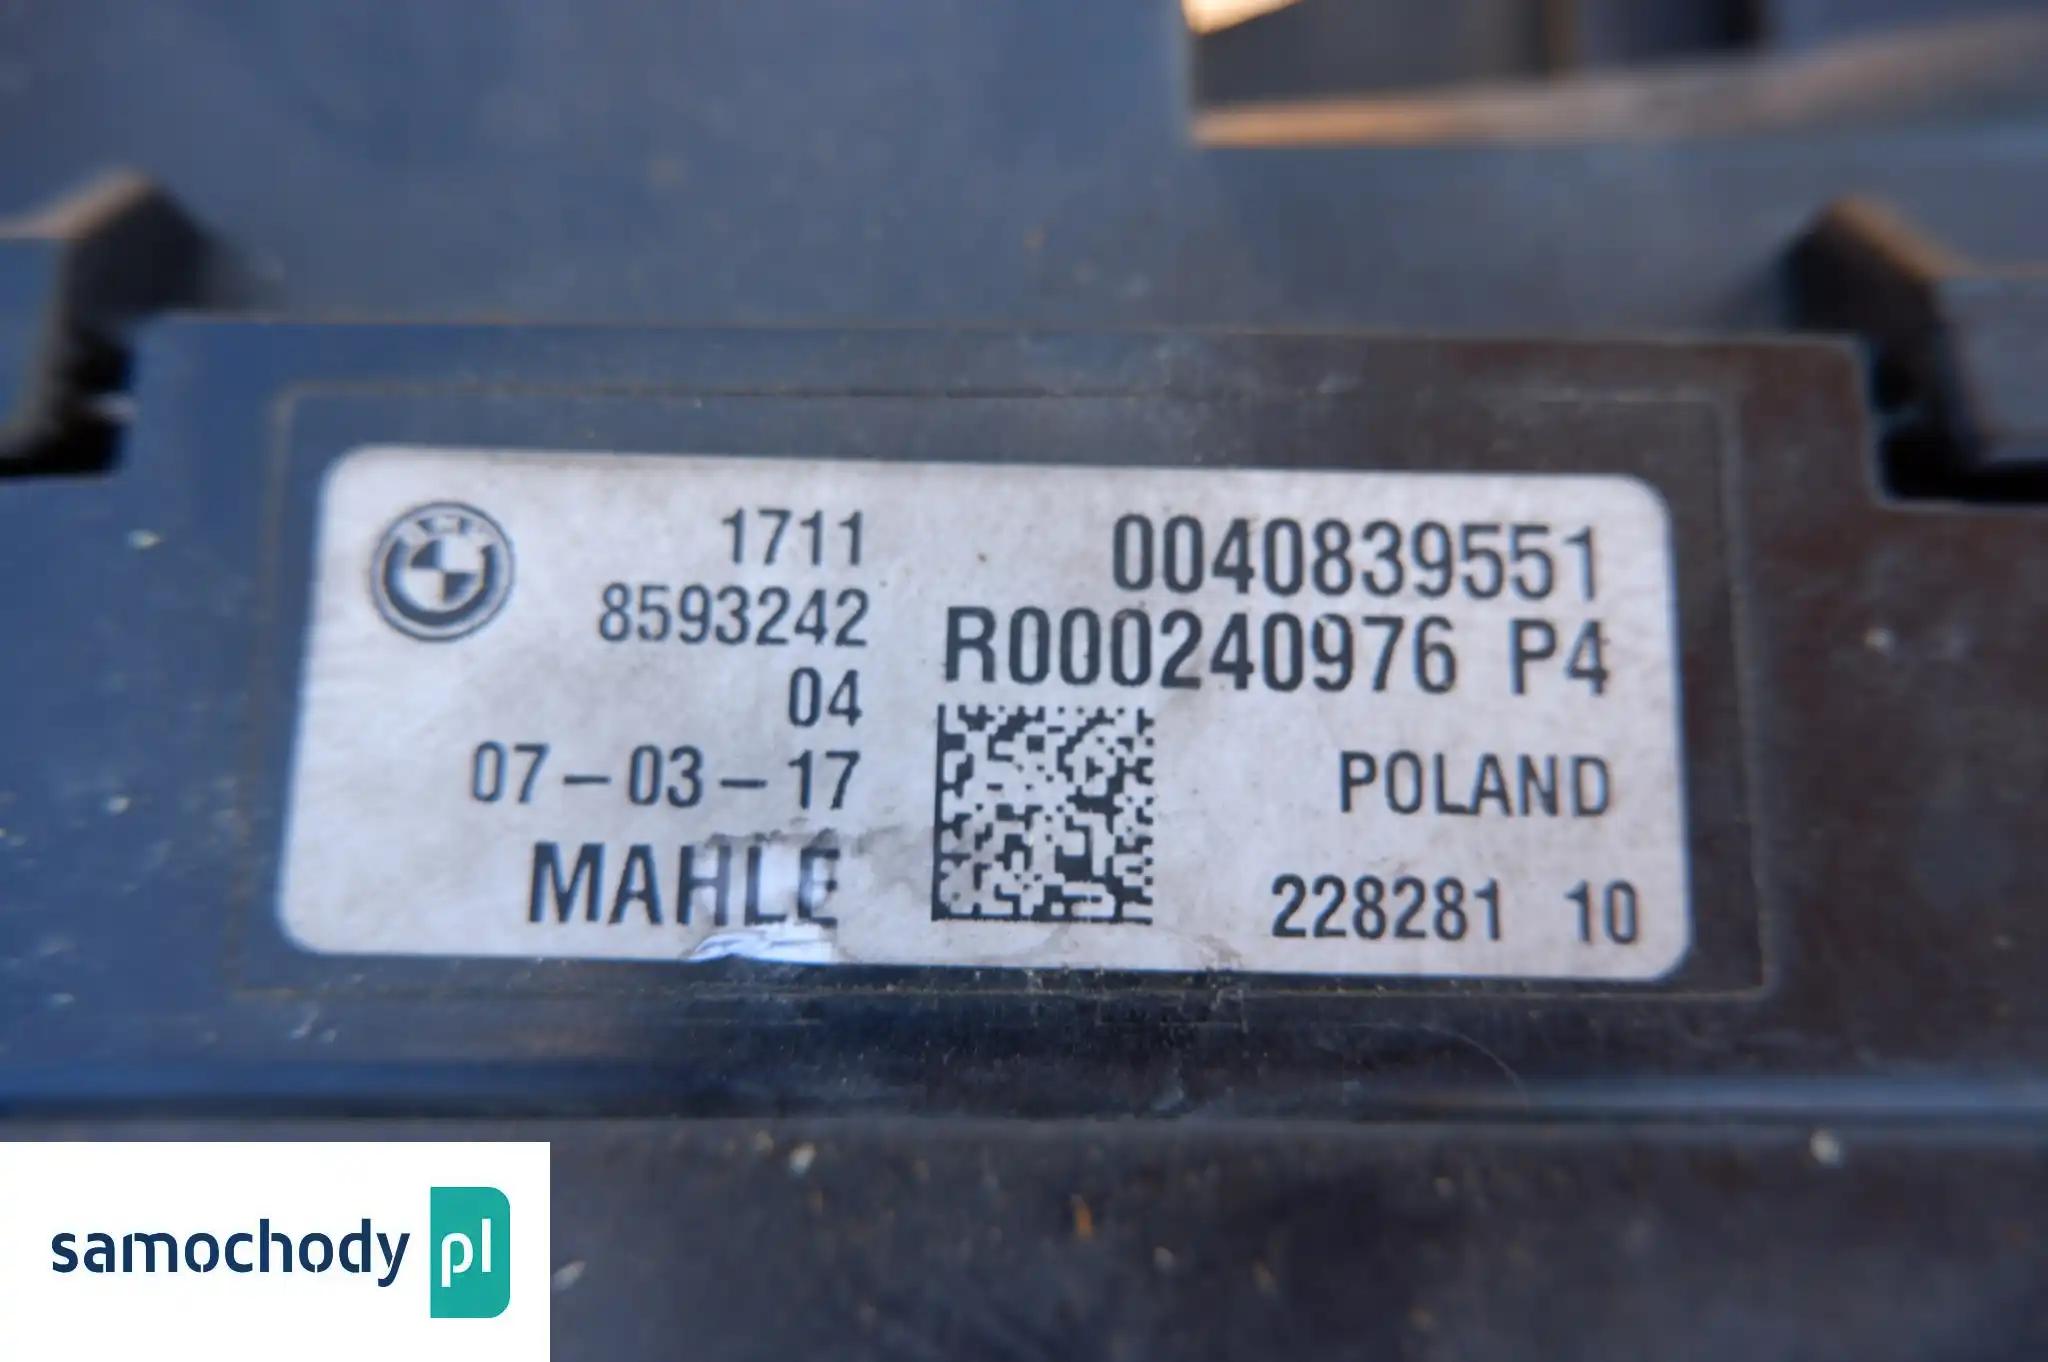 1711
8593242
04
07-03-17
MAHLE
0040839551
R000240976 P4
POLAND
228281 10
samochody pl